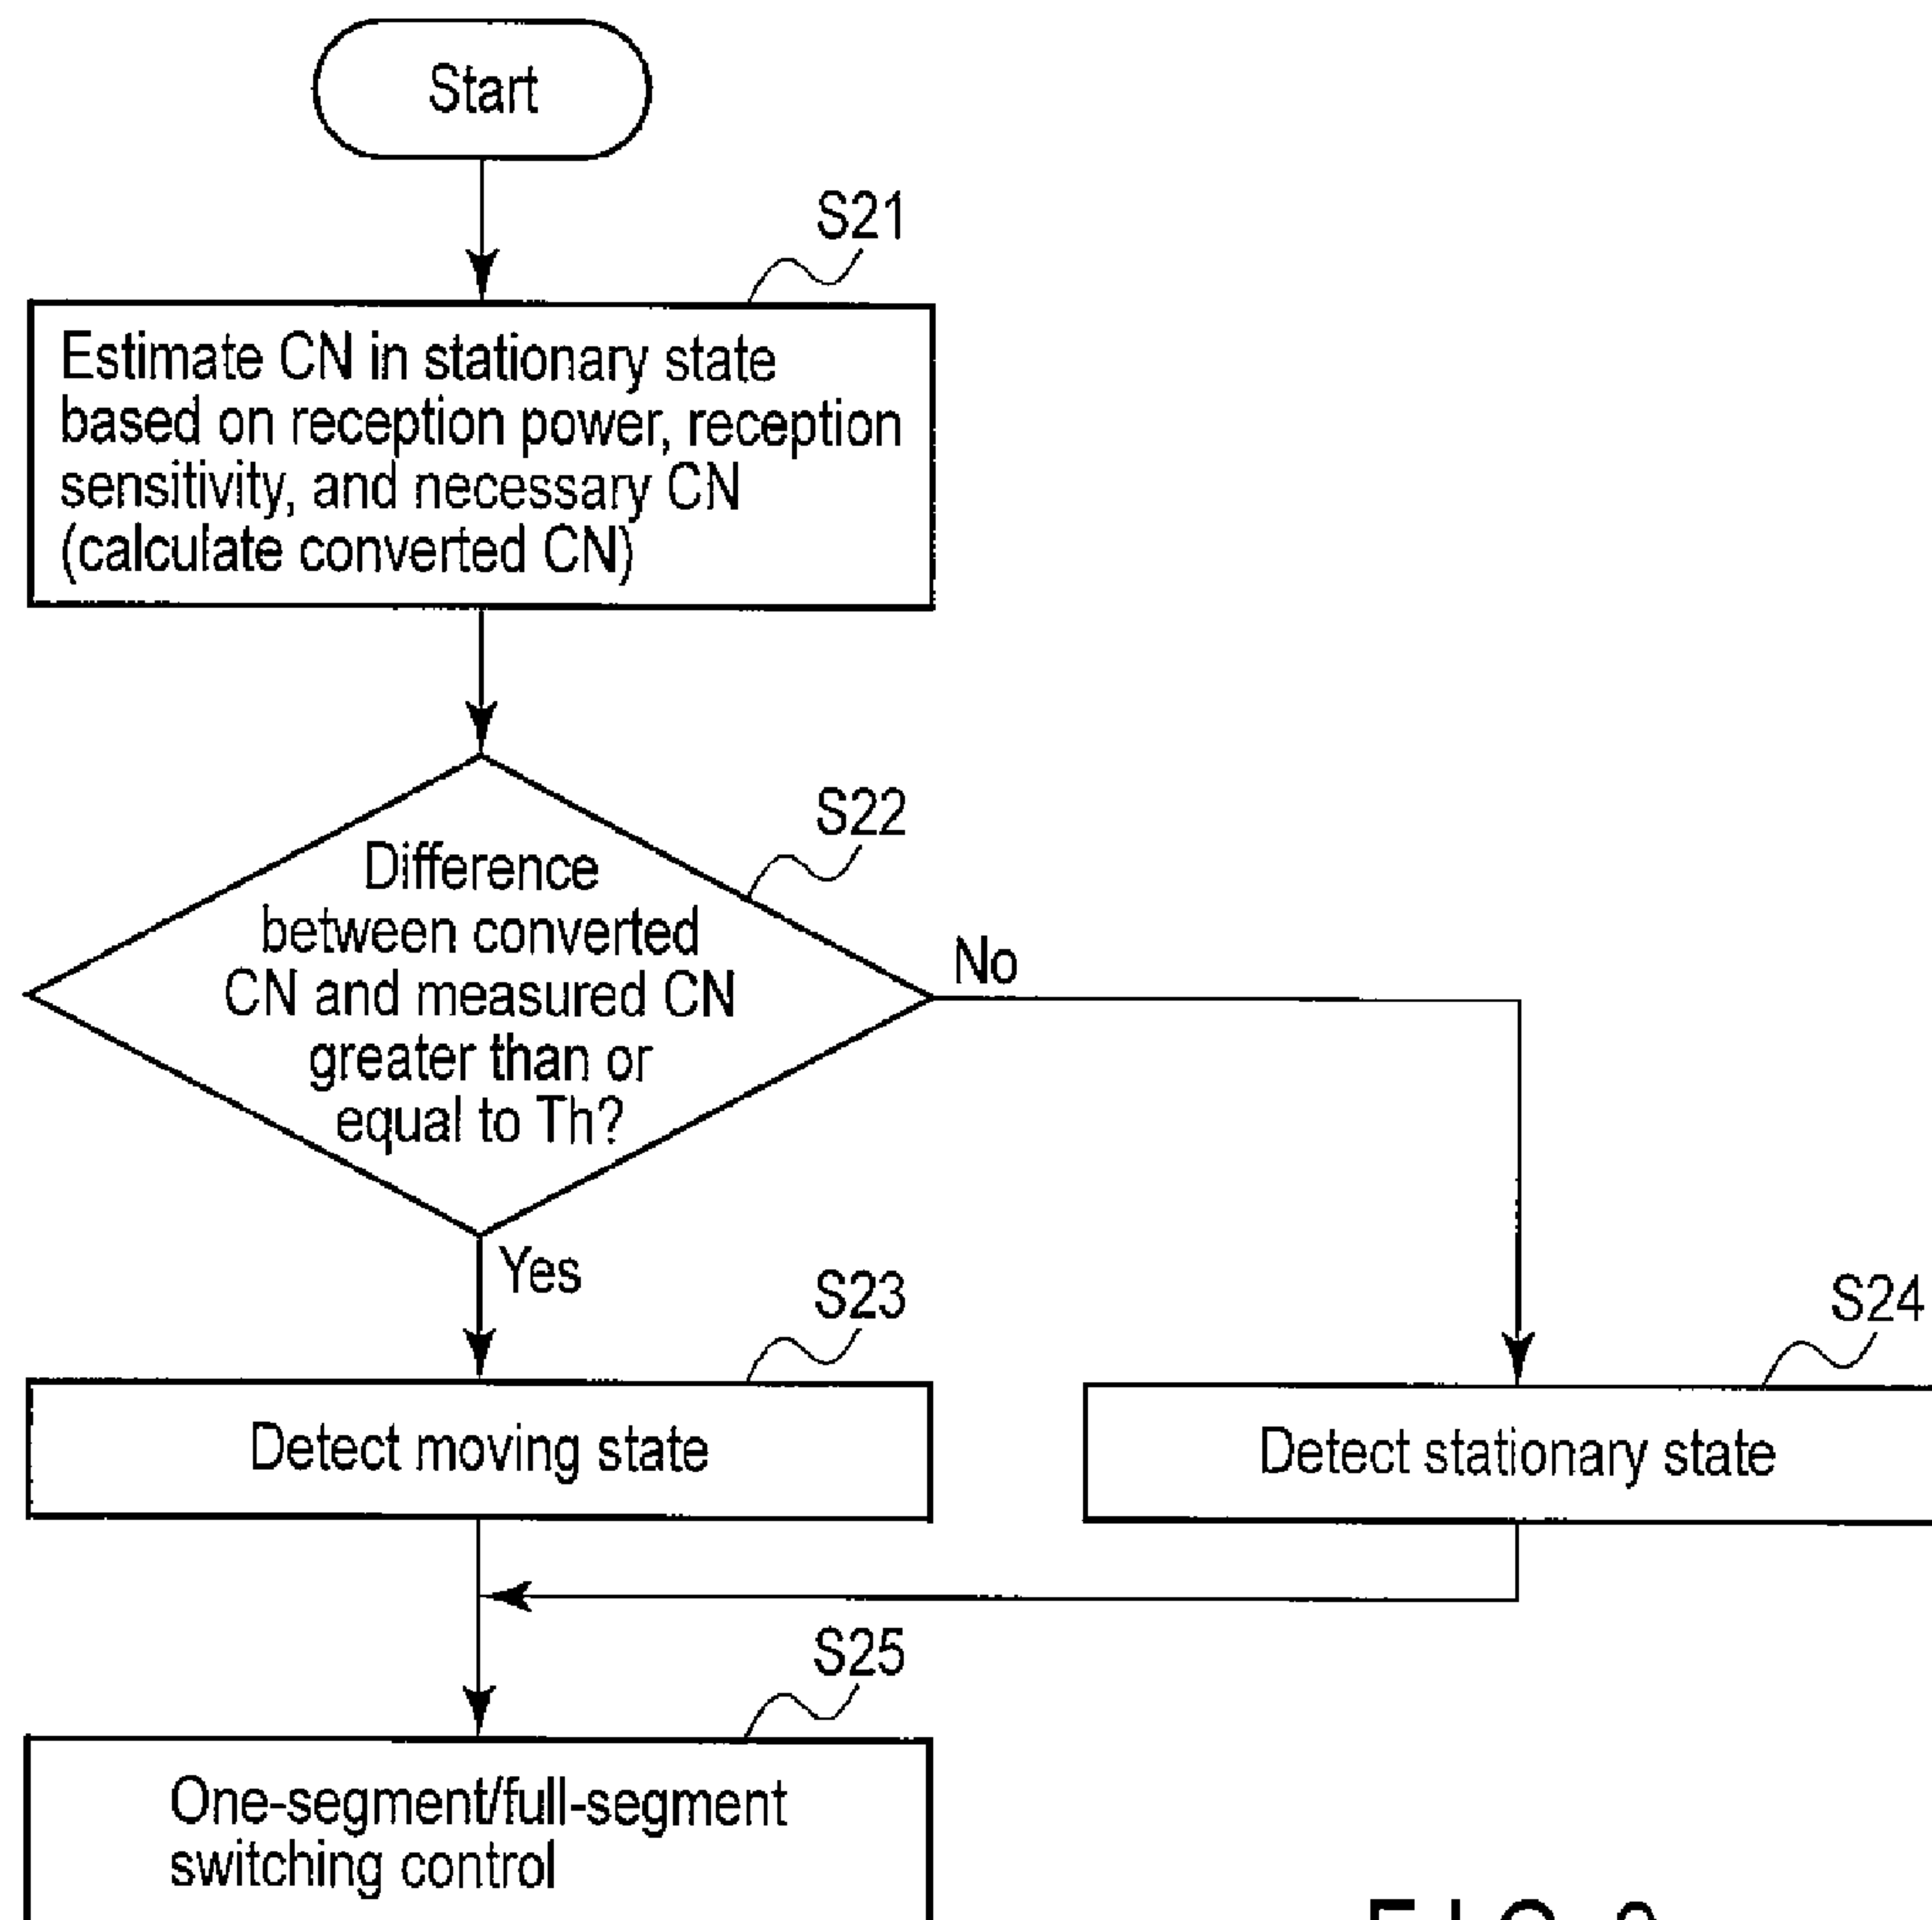 Start
S21
Estimate CN in stationary state
based on reception power, reception
sensitivity, and necessary CN
(calculate converted CN)
S22
Difference
between converted
CN and measured CN
greater than or
equal to Th?
No
Yes
S23
Detect moving state
S24
Detect stationary state
S25
One-segment/full-segment
switching control